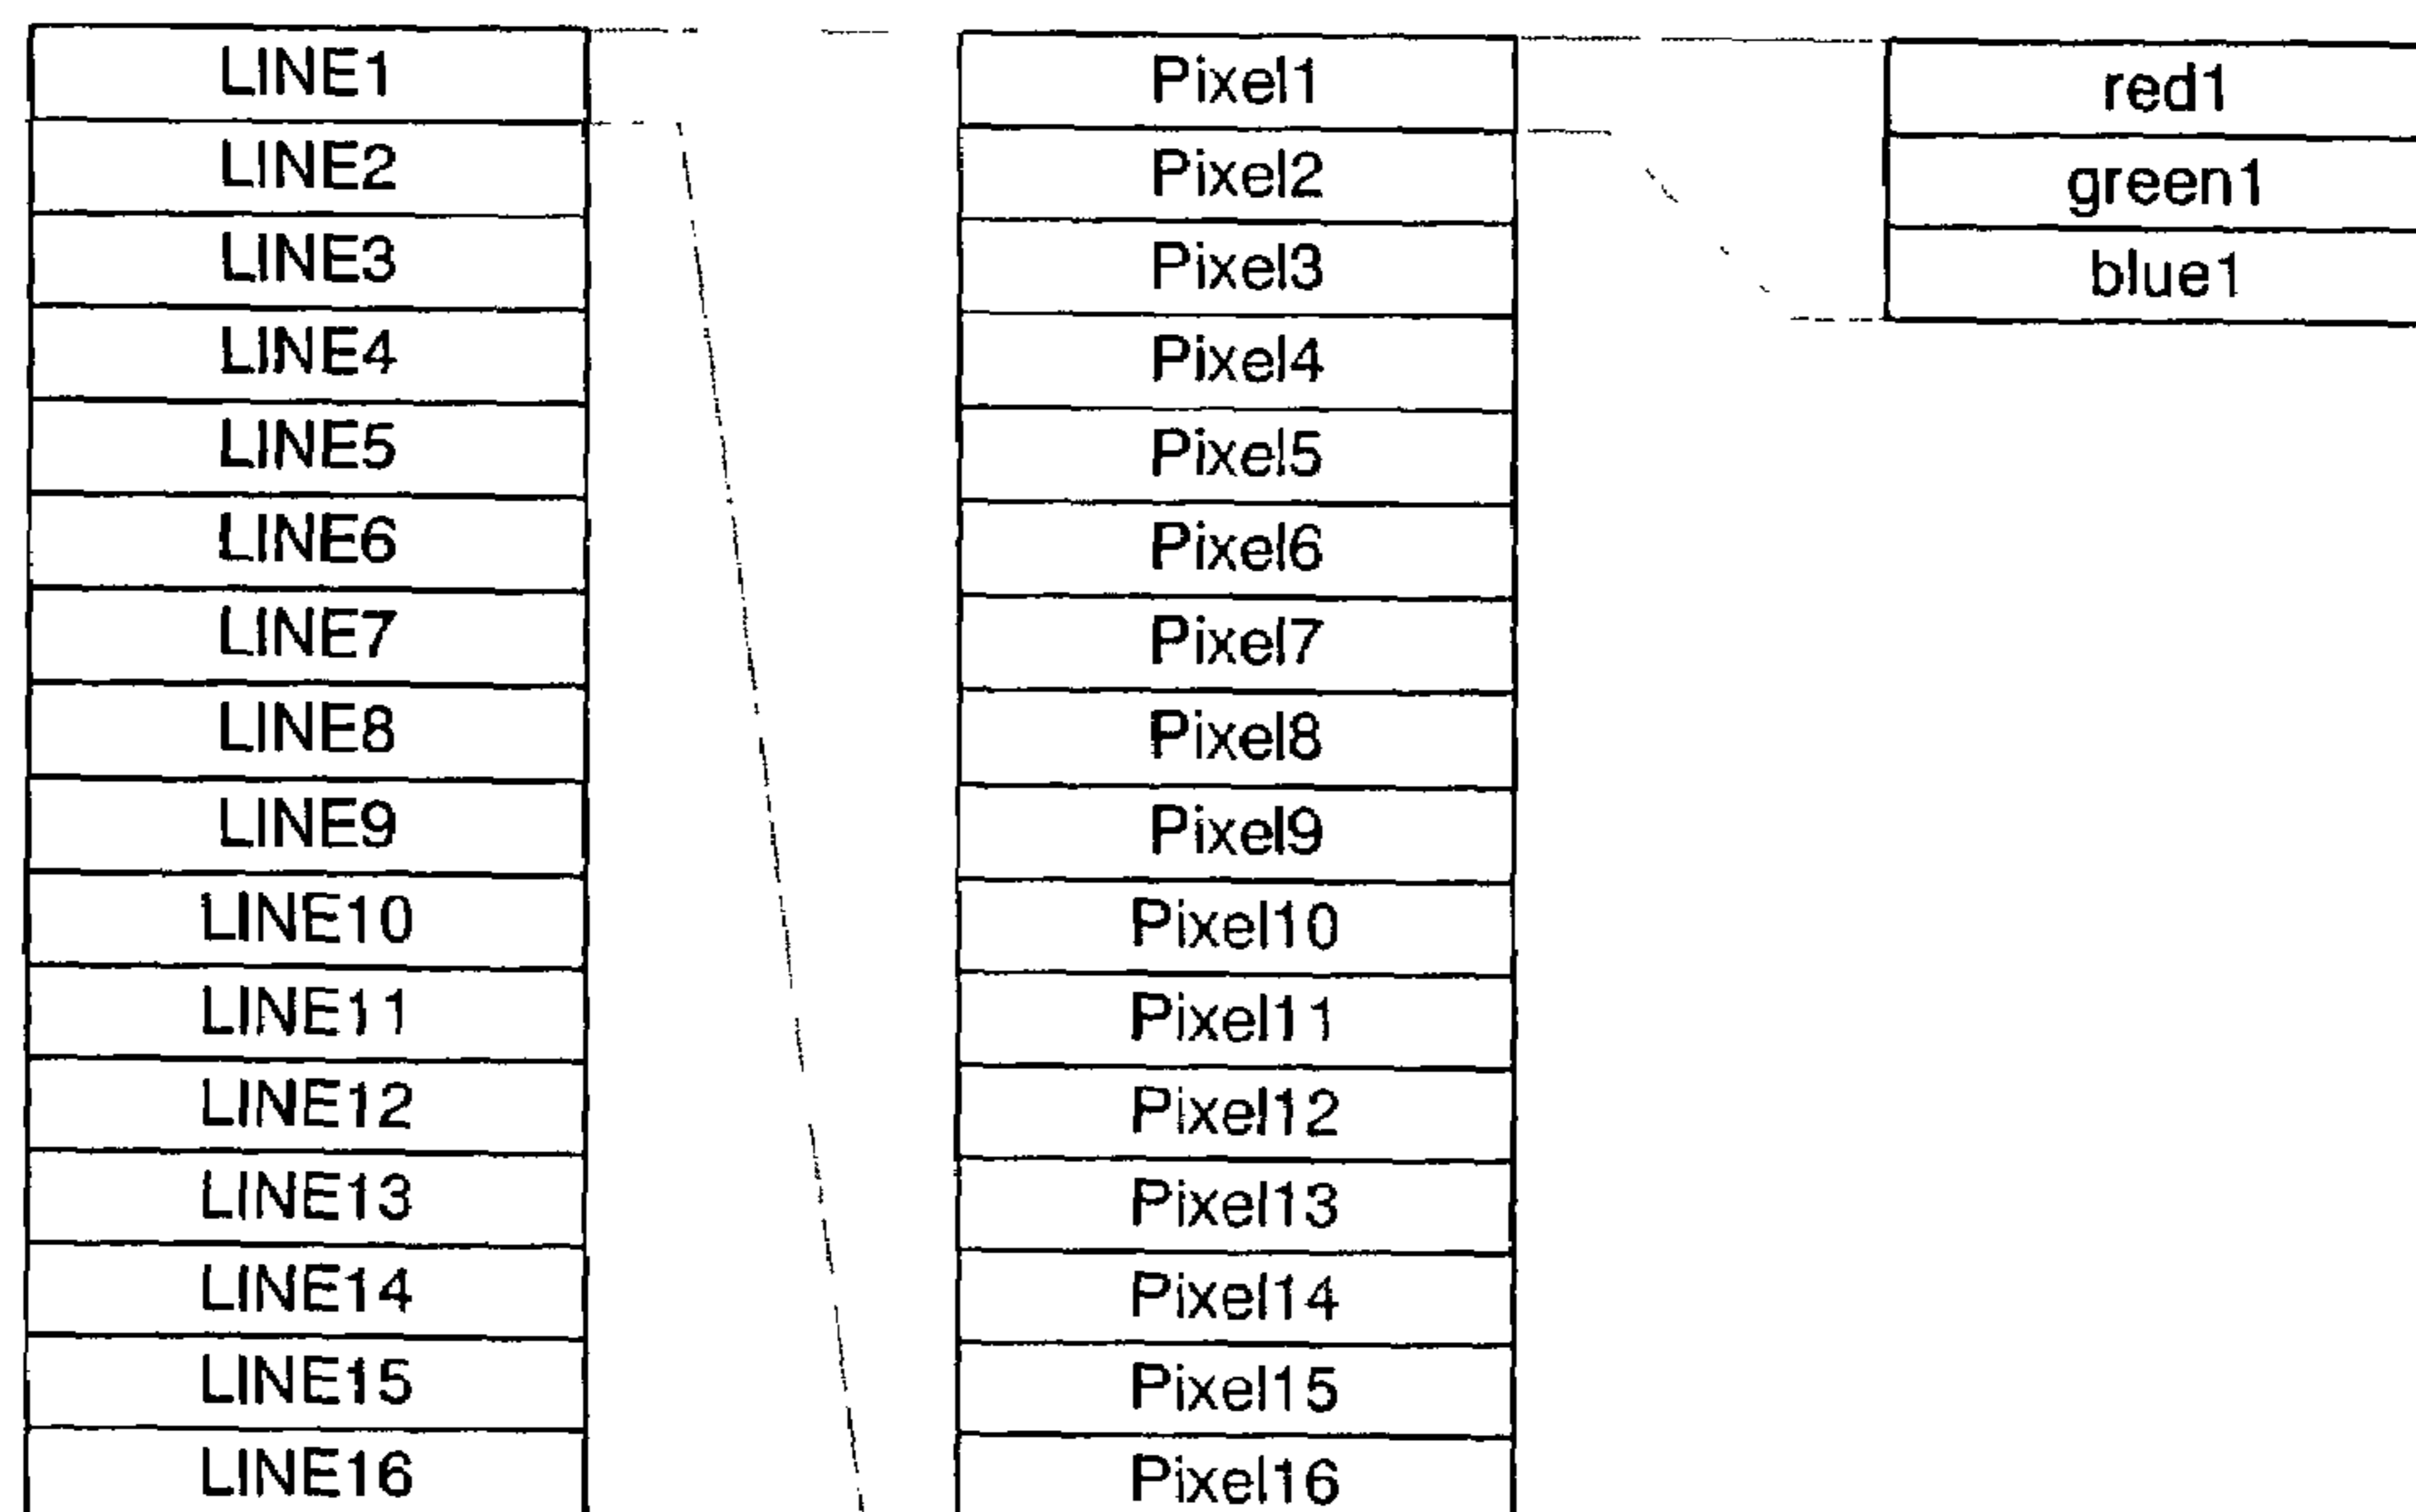 LINE1
LINE2
LINE3
LINE4
LINE5
LINE6
LINE7
LINE8
LINE9
LINE10
LINE11
LINE12
LINE13
LINE14
LINE15
LINE16
Pixel1
Pixel2
Pixel3
Pixel4
Pixel5
Pixel6
Pixel7
Pixel8
Pixel9
Pixel10
Pixel11
Pixel12
Pixel13
Pixel14
Pixel15
Pixel16
red1
green1
blue1